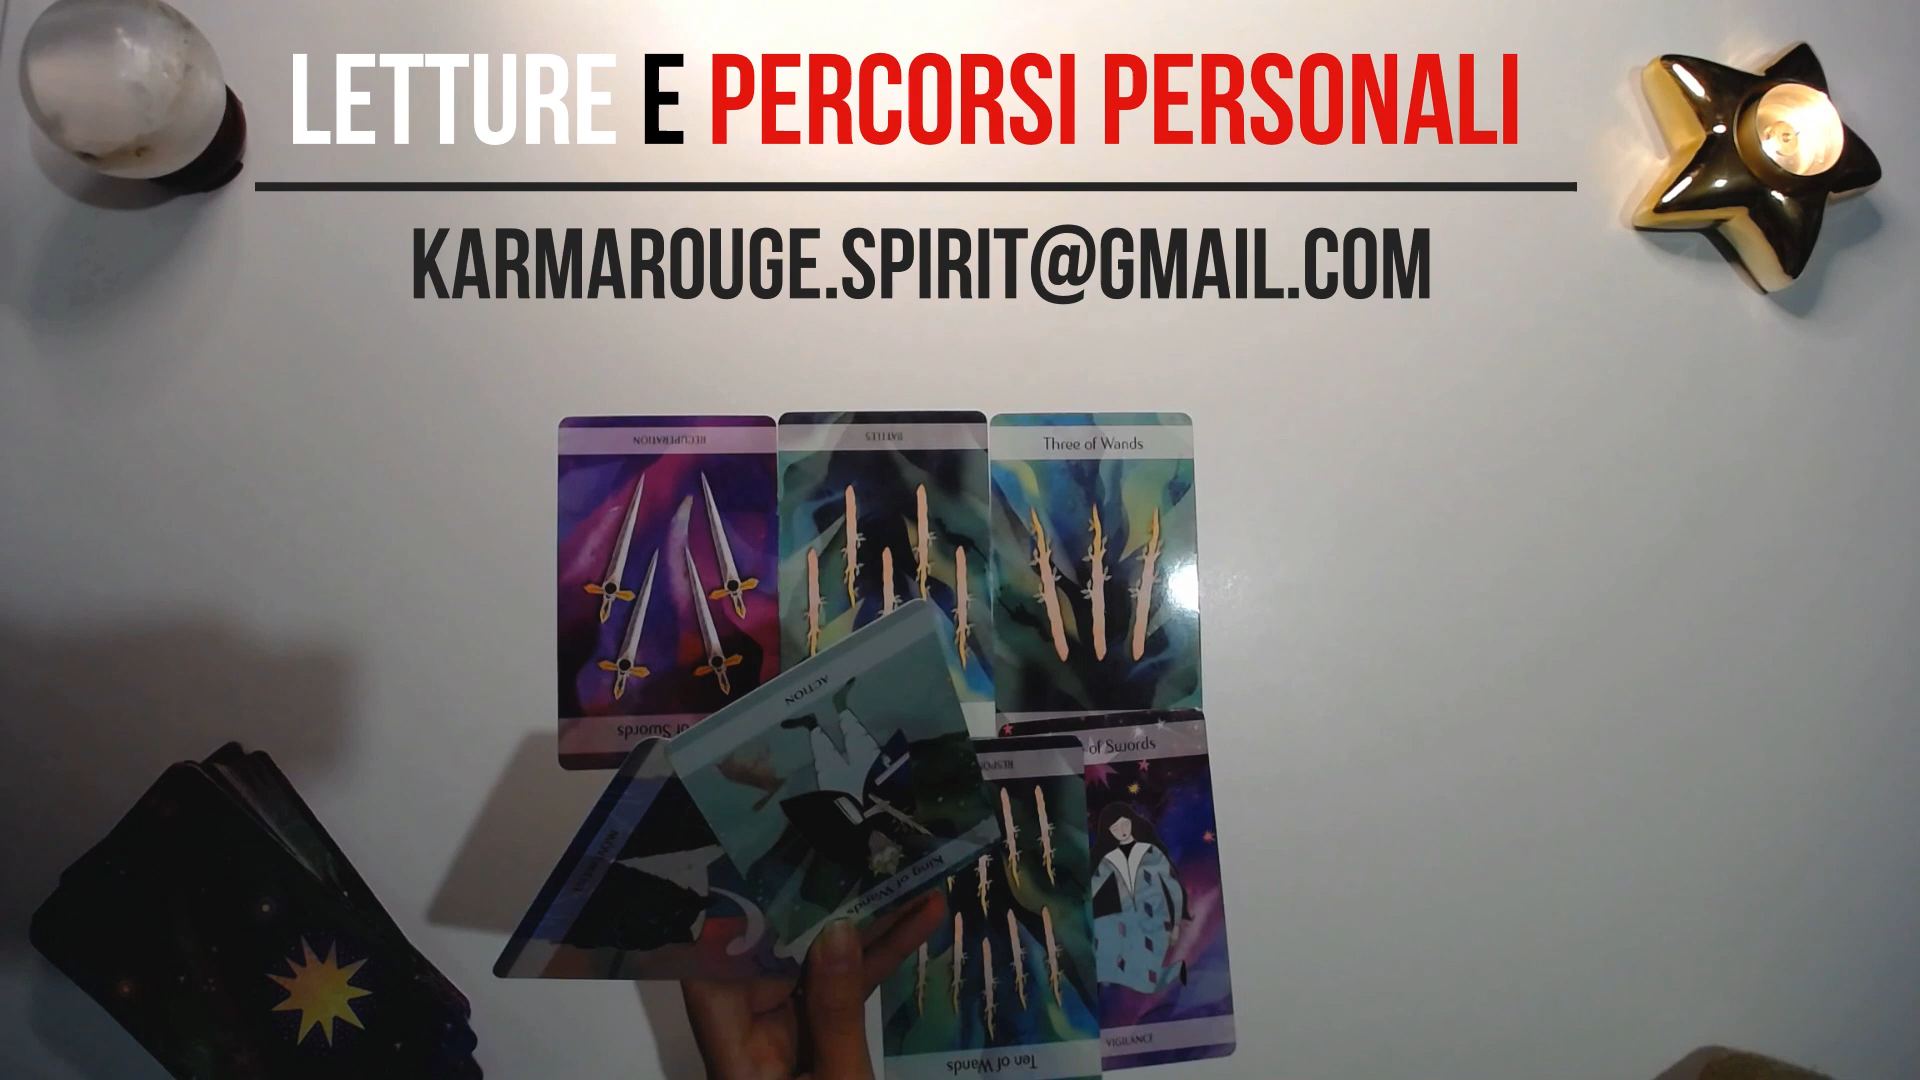 LETTURE E PERCORSI PERSONALI
KARMAROUGE.SPIRIT@GMAIL.COM
RECUPERATION
BATTLES
Three of Wands
of Swords
ACTION
King of Wands
of Swords
VIGILANCE
Ten of Wands